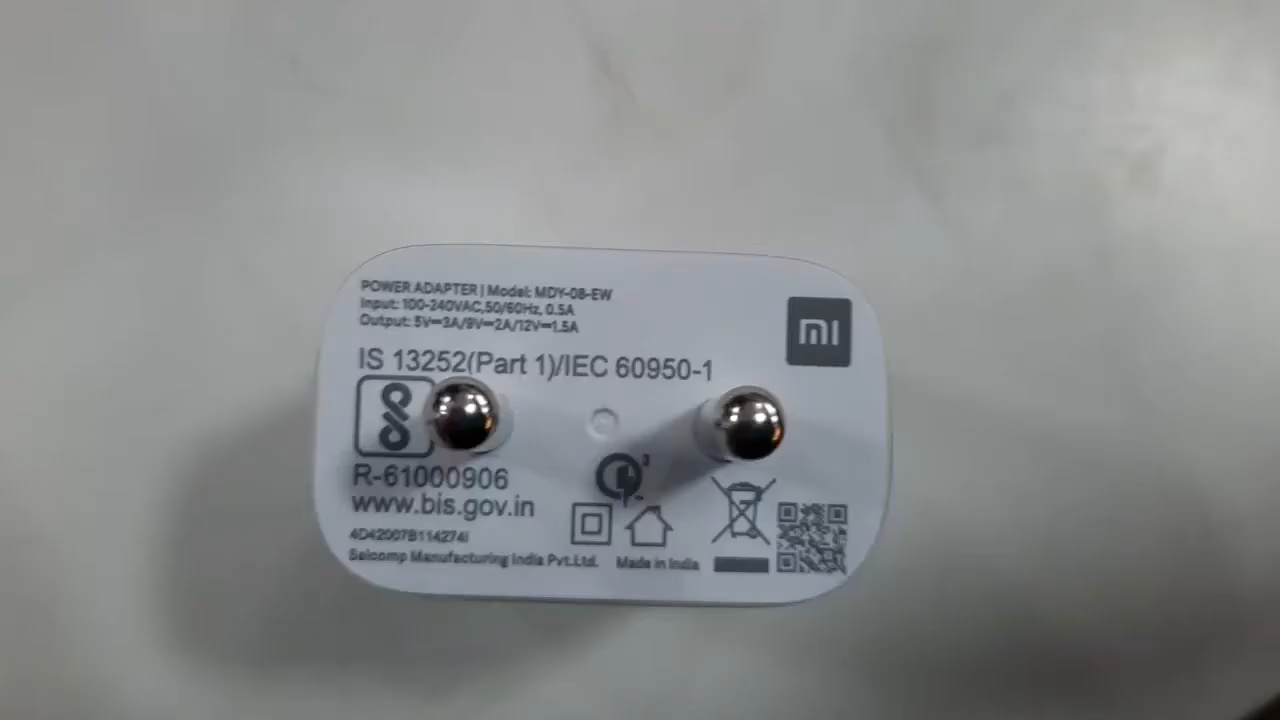 POWER ADAPTER | Model: MDY-08-EW
Input: 100-240VAC,50/60Hz, 0.5A
Output: 5V⎓3A/9V⎓2A/12V⎓1.5A
mi
IS 13252(Part 1)/IEC 60950-1
R-61000906
3
www.bis.gov.in
4D42007B114274I
Salcomp Manufacturing India Pvt.Ltd. Made in India